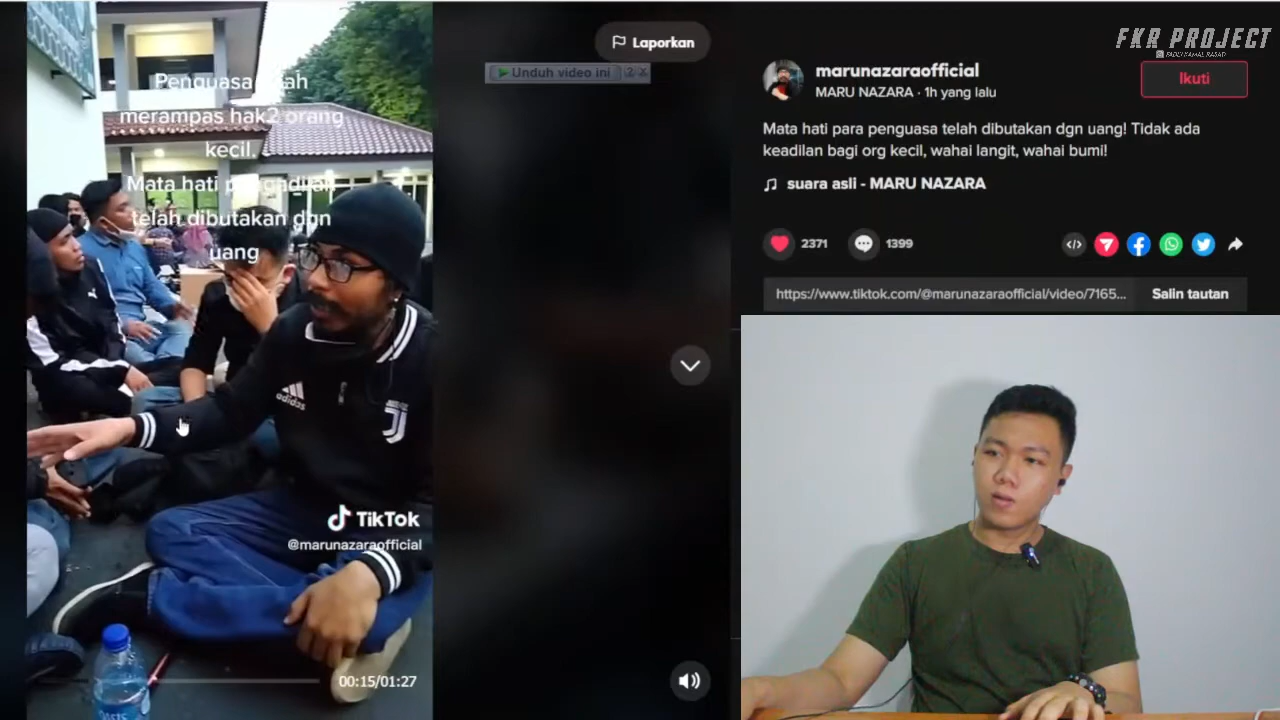 Penguasa telah
merampas hak2 orang
kecil.
Mata hati pengadilan
telah dibutakan dgn
uang
adidas
TikTok
@marunazaraofficial
00:15/01:27
Laporkan
Unduh video ini ? X
FKR PROJECT
marunazaraofficial
MARU NAZARA · 1h yang lalu
Ikuti
Mata hati para penguasa telah dibutakan dgn uang! Tidak ada
keadilan bagi org kecil, wahai langit, wahai bumi!
suara asli - MARU NAZARA
2371
1399
https://www.tiktok.com/@marunazaraofficial/video/7165...
Salin tautan